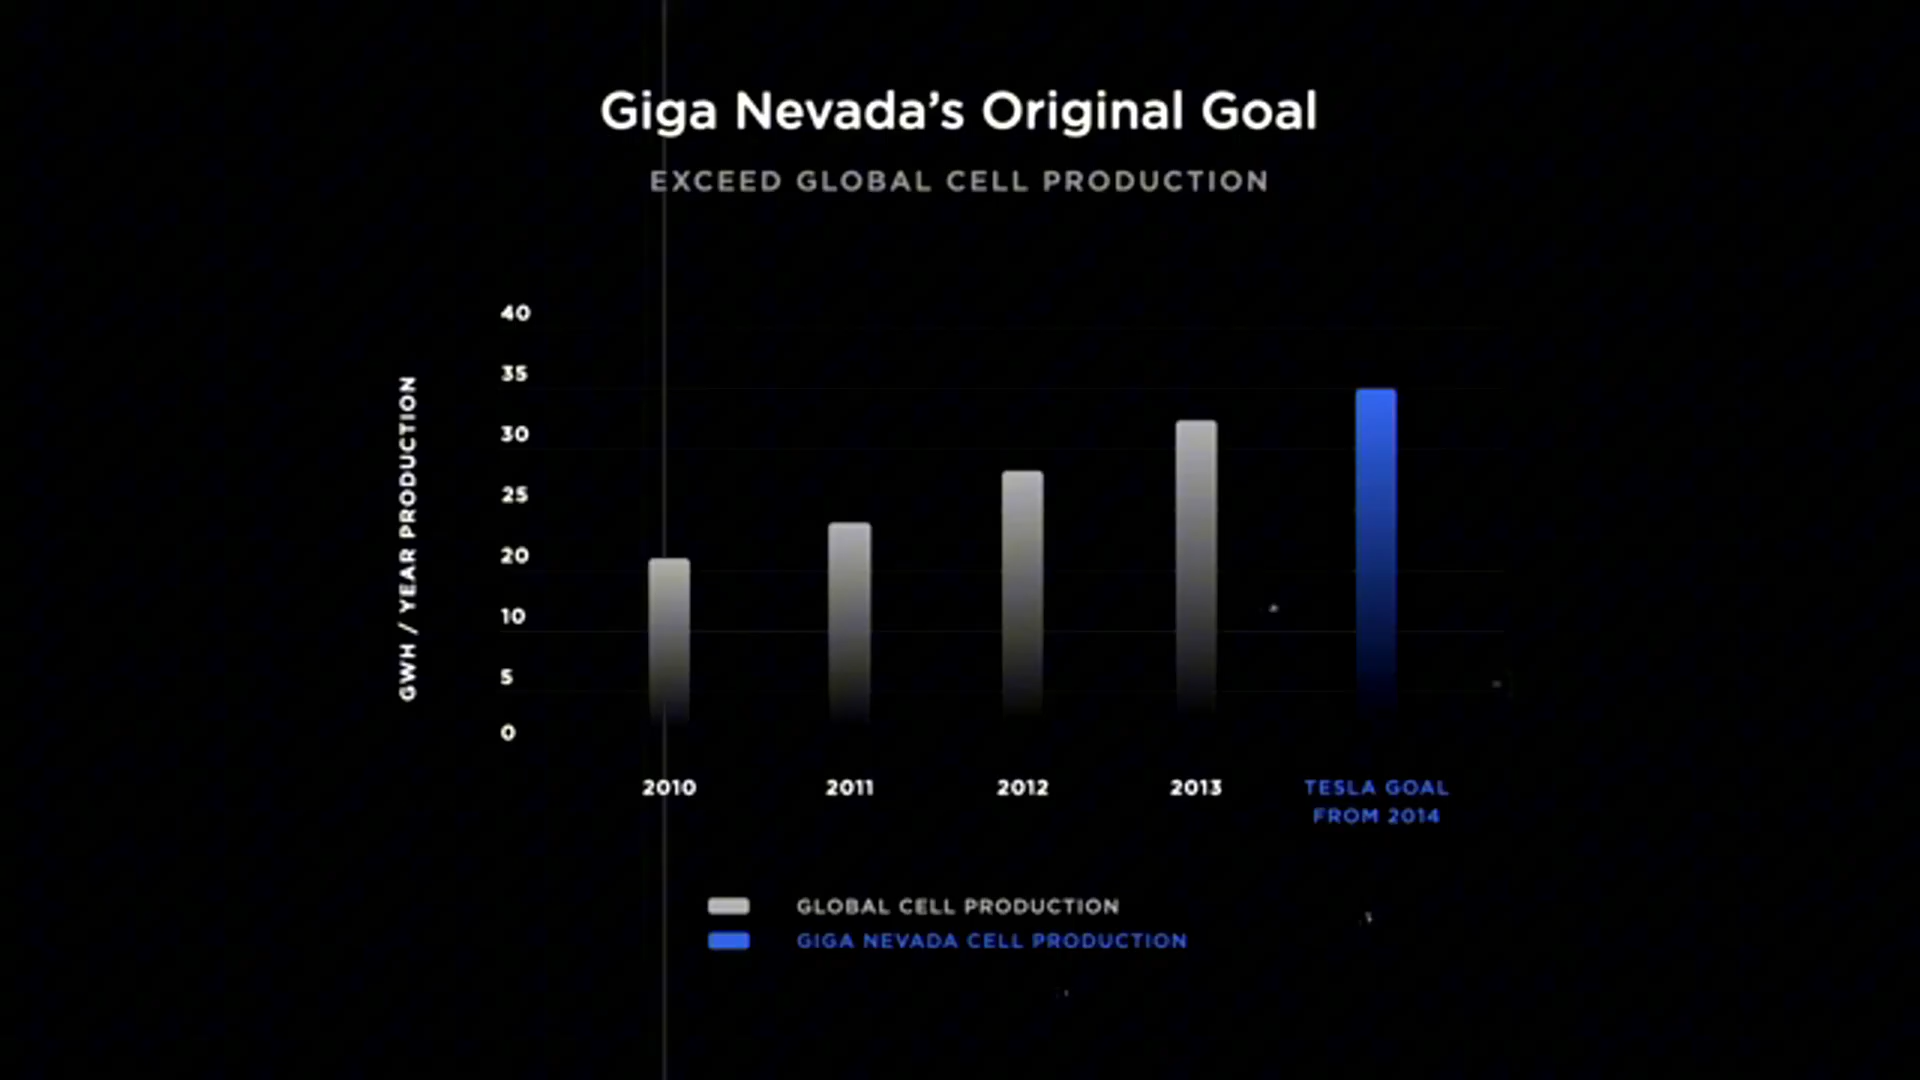 Giga Nevada’s Original Goal
EXCEED GLOBAL CELL PRODUCTION
GWH / YEAR PRODUCTION
40
35
30
25
20
10
5
0
2010
2011
2012
2013
TESLA GOAL
FROM 2014
GLOBAL CELL PRODUCTION
GIGA NEVADA CELL PRODUCTION